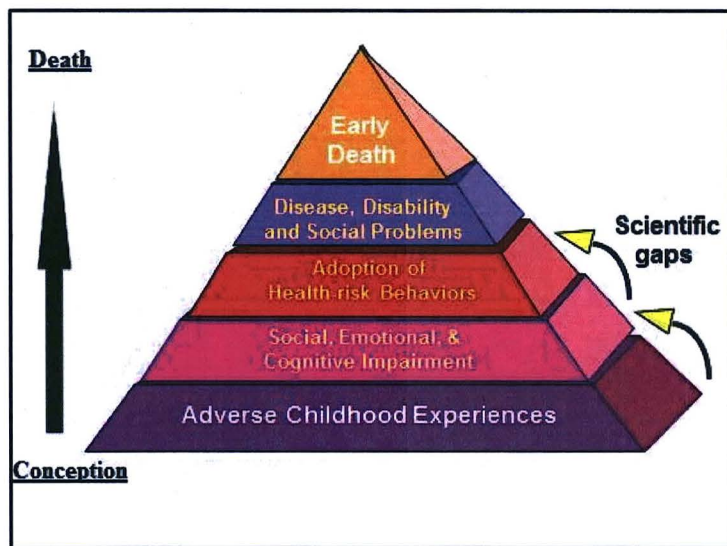 Death
Early
Death
Disease, Disability
and Social Problems
Scientific
gaps
Adoption of
Health-risk Behaviors
Social, Emotional, &
Cognitive Impairment
Adverse Childhood Experiences
Conception